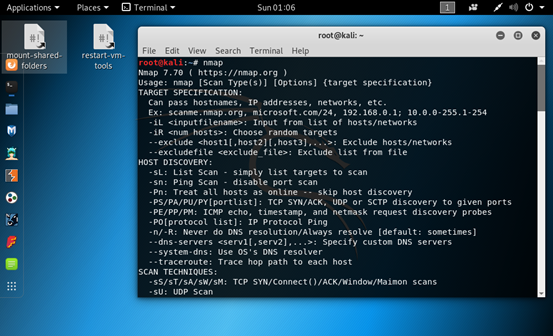 Applications ▾ Places ▾ Terminal ▾ Sun 01:06 1
mount-shared-folders
restart-vm-tools
#!
#!
root@kali: ~
File Edit View Search Terminal Help
root@kali:~# nmap
Nmap 7.70 ( https://nmap.org )
Usage: nmap [Scan Type(s)] [Options] {target specification}
TARGET SPECIFICATION:
Can pass hostnames, IP addresses, networks, etc.
Ex: scanme.nmap.org, microsoft.com/24, 192.168.0.1; 10.0.0-255.1-254
-iL <inputfilename>: Input from list of hosts/networks
-iR <num hosts>: Choose random targets
--exclude <host1[,host2][,host3],...>: Exclude hosts/networks
--excludefile <exclude_file>: Exclude list from file
HOST DISCOVERY:
-sL: List Scan - simply list targets to scan
-sn: Ping Scan - disable port scan
-Pn: Treat all hosts as online -- skip host discovery
-PS/PA/PU/PY[portlist]: TCP SYN/ACK, UDP or SCTP discovery to given ports
-PE/PP/PM: ICMP echo, timestamp, and netmask request discovery probes
-PO[protocol list]: IP Protocol Ping
-n/-R: Never do DNS resolution/Always resolve [default: sometimes]
--dns-servers <serv1[,serv2],...>: Specify custom DNS servers
--system-dns: Use OS's DNS resolver
--traceroute: Trace hop path to each host
SCAN TECHNIQUES:
-sS/sT/sA/sW/sM: TCP SYN/Connect()/ACK/Window/Maimon scans
-sU: UDP Scan